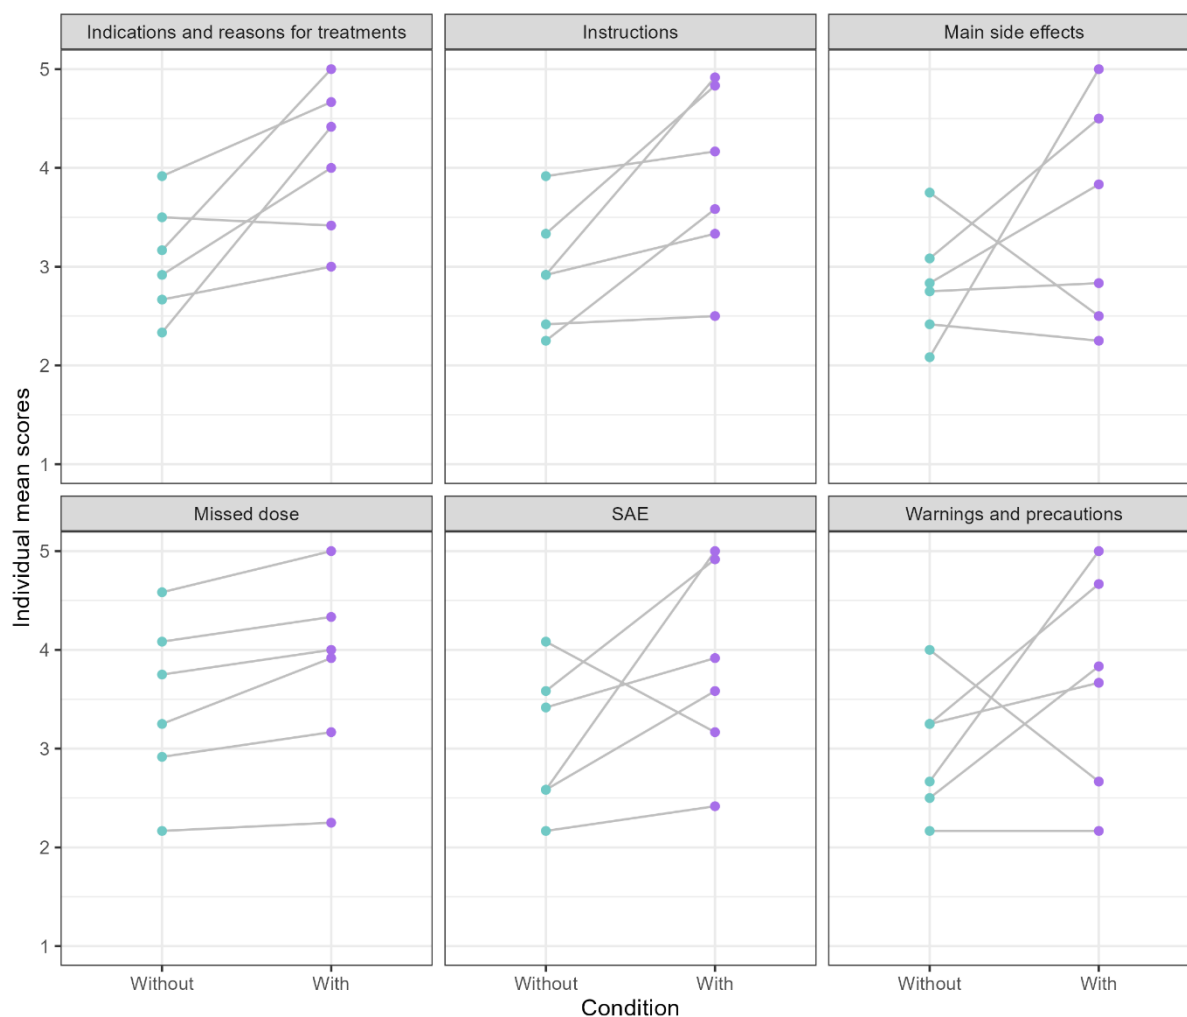 Indications and reasons for treatments
Instructions
Main side effects
5
4
3
2
1
Missed dose
SAE
Warnings and precautions
5
4
3
2
1
Individual mean scores
Without
With
Without
With
Without
With
Condition